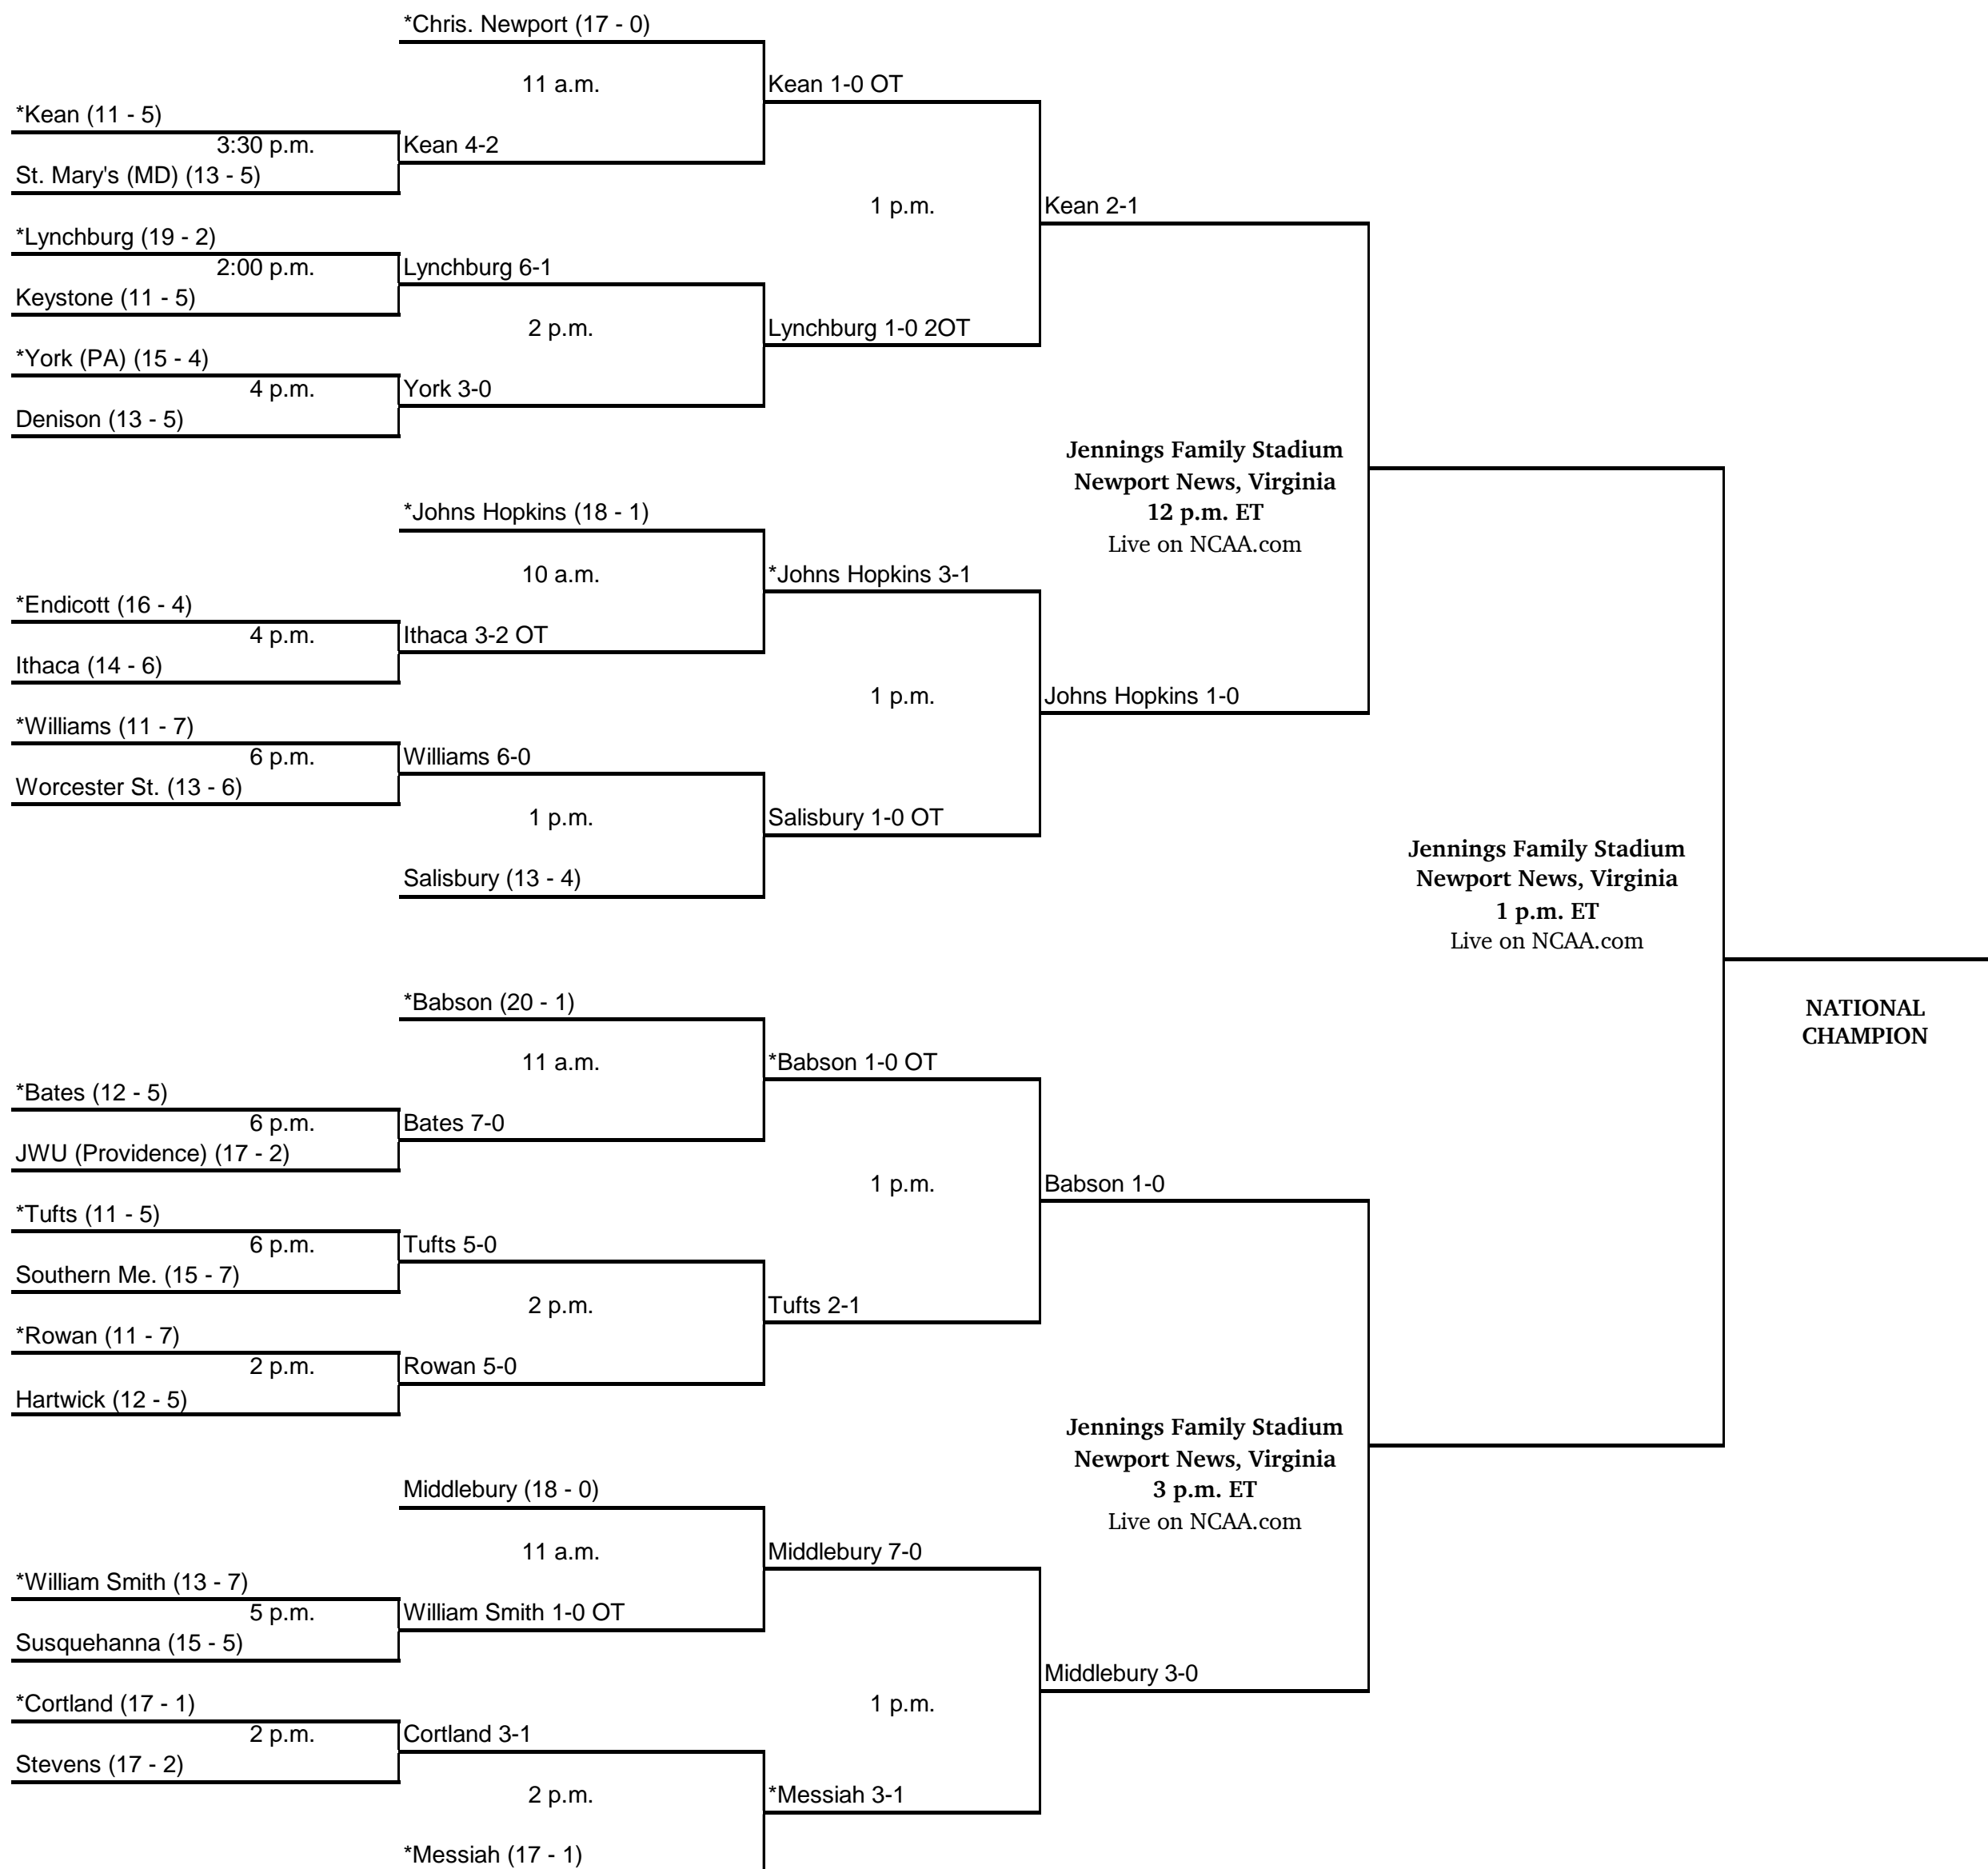 *Chris. Newport (17 - 0)
11 a.m.
Kean 1-0 OT
*Kean (11 - 5)
3:30 p.m.
Kean 4-2
St. Mary's (MD) (13 - 5)
1 p.m.
Kean 2-1
*Lynchburg (19 - 2)
2:00 p.m.
Lynchburg 6-1
Keystone (11 - 5)
2 p.m.
Lynchburg 1-0 2OT
*York (PA) (15 - 4)
4 p.m.
York 3-0
Denison (13 - 5)
Jennings Family Stadium
Newport News, Virginia
12 p.m. ET
Live on NCAA.com
*Johns Hopkins (18 - 1)
10 a.m.
*Johns Hopkins 3-1
*Endicott (16 - 4)
4 p.m.
Ithaca 3-2 OT
Ithaca (14 - 6)
1 p.m.
Johns Hopkins 1-0
*Williams (11 - 7)
6 p.m.
Williams 6-0
Worcester St. (13 - 6)
1 p.m.
Salisbury 1-0 OT
Salisbury (13 - 4)
Jennings Family Stadium
Newport News, Virginia
1 p.m. ET
Live on NCAA.com
NATIONAL
CHAMPION
*Babson (20 - 1)
11 a.m.
*Babson 1-0 OT
*Bates (12 - 5)
6 p.m.
Bates 7-0
JWU (Providence) (17 - 2)
1 p.m.
Babson 1-0
*Tufts (11 - 5)
6 p.m.
Tufts 5-0
Southern Me. (15 - 7)
2 p.m.
Tufts 2-1
*Rowan (11 - 7)
2 p.m.
Rowan 5-0
Hartwick (12 - 5)
Jennings Family Stadium
Newport News, Virginia
3 p.m. ET
Live on NCAA.com
Middlebury (18 - 0)
11 a.m.
Middlebury 7-0
*William Smith (13 - 7)
5 p.m.
William Smith 1-0 OT
Susquehanna (15 - 5)
1 p.m.
Middlebury 3-0
*Cortland (17 - 1)
2 p.m.
Cortland 3-1
Stevens (17 - 2)
2 p.m.
*Messiah 3-1
*Messiah (17 - 1)